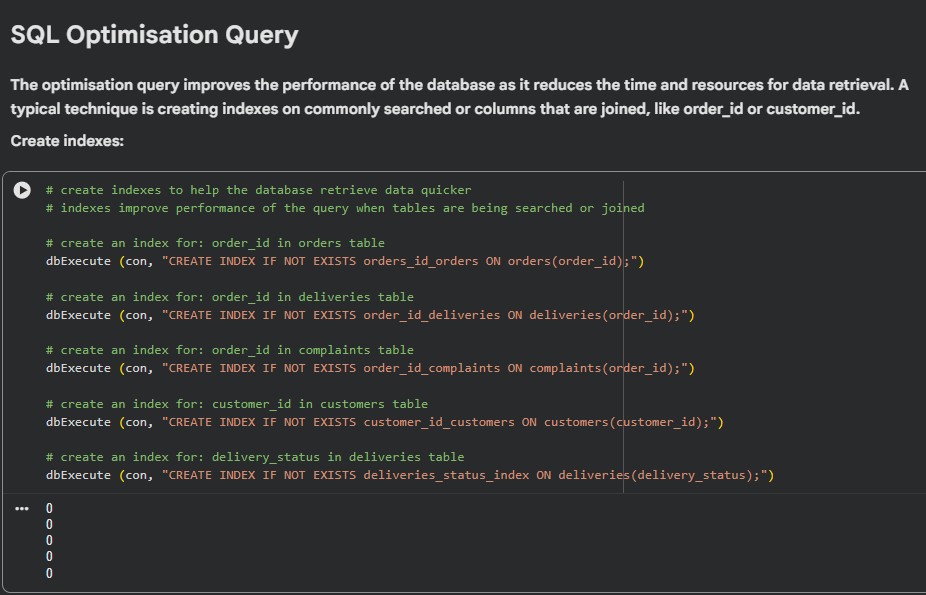 SQL Optimisation Query
The optimisation query improves the performance of the database as it reduces the time and resources for data retrieval. A
typical technique is creating indexes on commonly searched or columns that are joined, like order_id or customer_id.
Create indexes:
# create indexes to help the database retrieve data quicker
# indexes improve performance of the query when tables are being searched or joined
# create an index for: order_id in orders table
dbExecute (con, "CREATE INDEX IF NOT EXISTS orders_id_orders ON orders(order_id);")
# create an index for: order_id in deliveries table
dbExecute (con, "CREATE INDEX IF NOT EXISTS order_id_deliveries ON deliveries(order_id);")
# create an index for: order_id in complaints table
dbExecute (con, "CREATE INDEX IF NOT EXISTS order_id_complaints ON complaints(order_id);")
# create an index for: customer_id in customers table
dbExecute (con, "CREATE INDEX IF NOT EXISTS customer_id_customers ON customers(customer_id);")
# create an index for: delivery_status in deliveries table
dbExecute (con, "CREATE INDEX IF NOT EXISTS deliveries_status_index ON deliveries(delivery_status);")
0
0
0
0
0